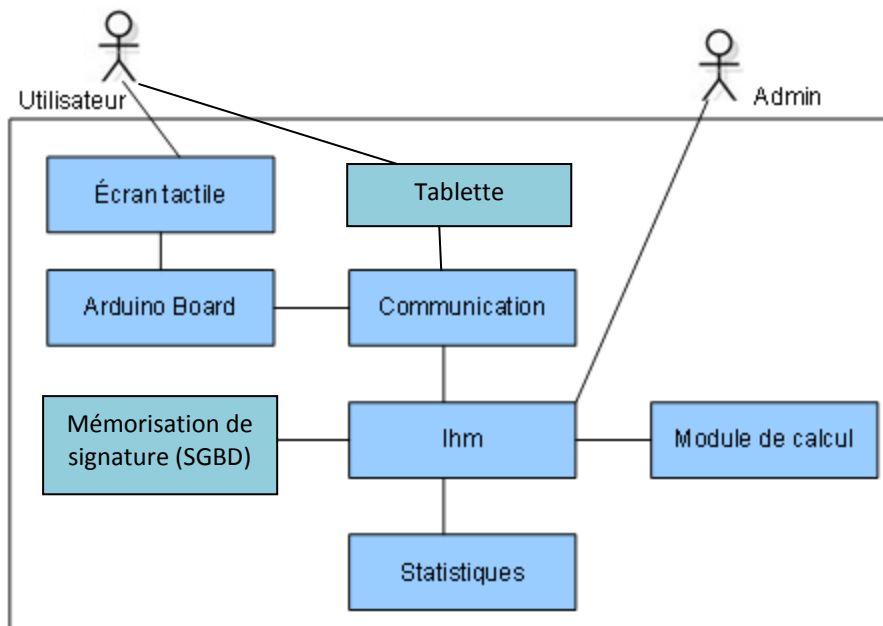 Utilisateur
Admin
Écran tactile
Tablette
Arduino Board
Communication
Mémorisation de
signature (SGBD)
Ihm
Module de calcul
Statistiques